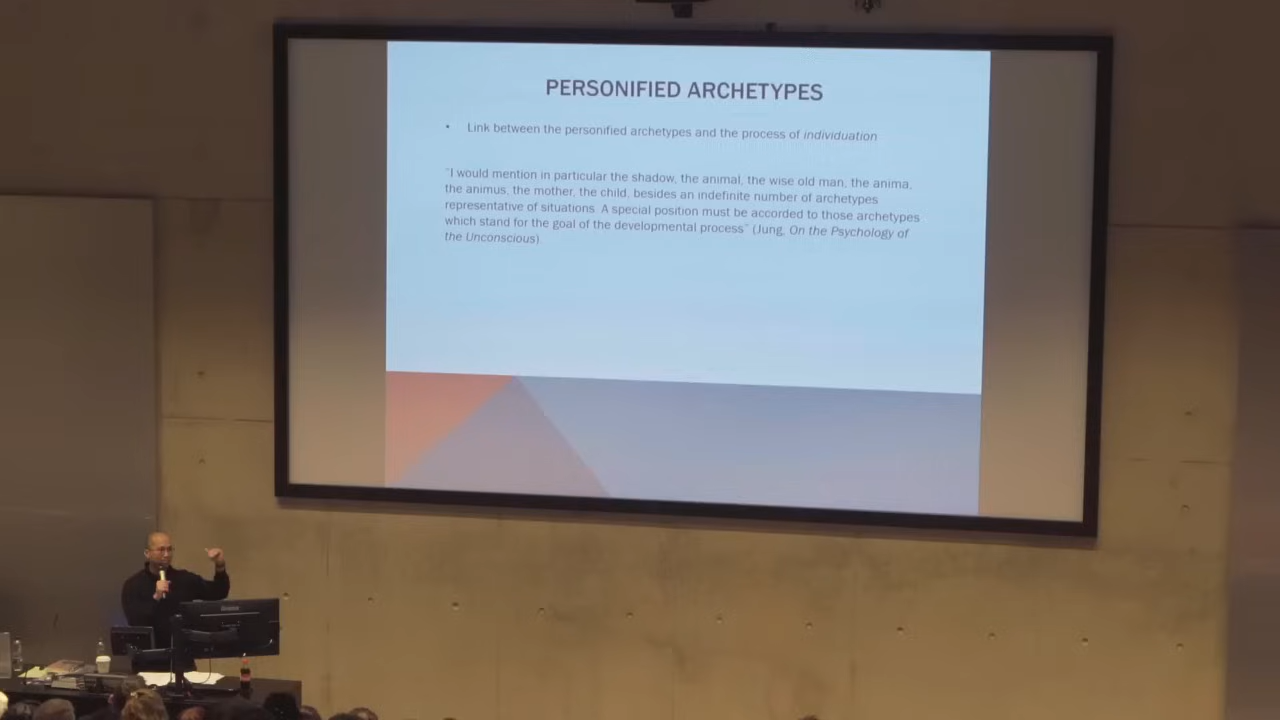 PERSONIFIED ARCHETYPES
• Link between the personified archetypes and the process of individuation
"I would mention in particular the shadow, the animal, the wise old man, the anima,
the animus, the mother, the child, besides an indefinite number of archetypes
representative of situations. A special position must be accorded to those archetypes
which stand for the goal of the developmental process" (Jung, On the Psychology of
the Unconscious).